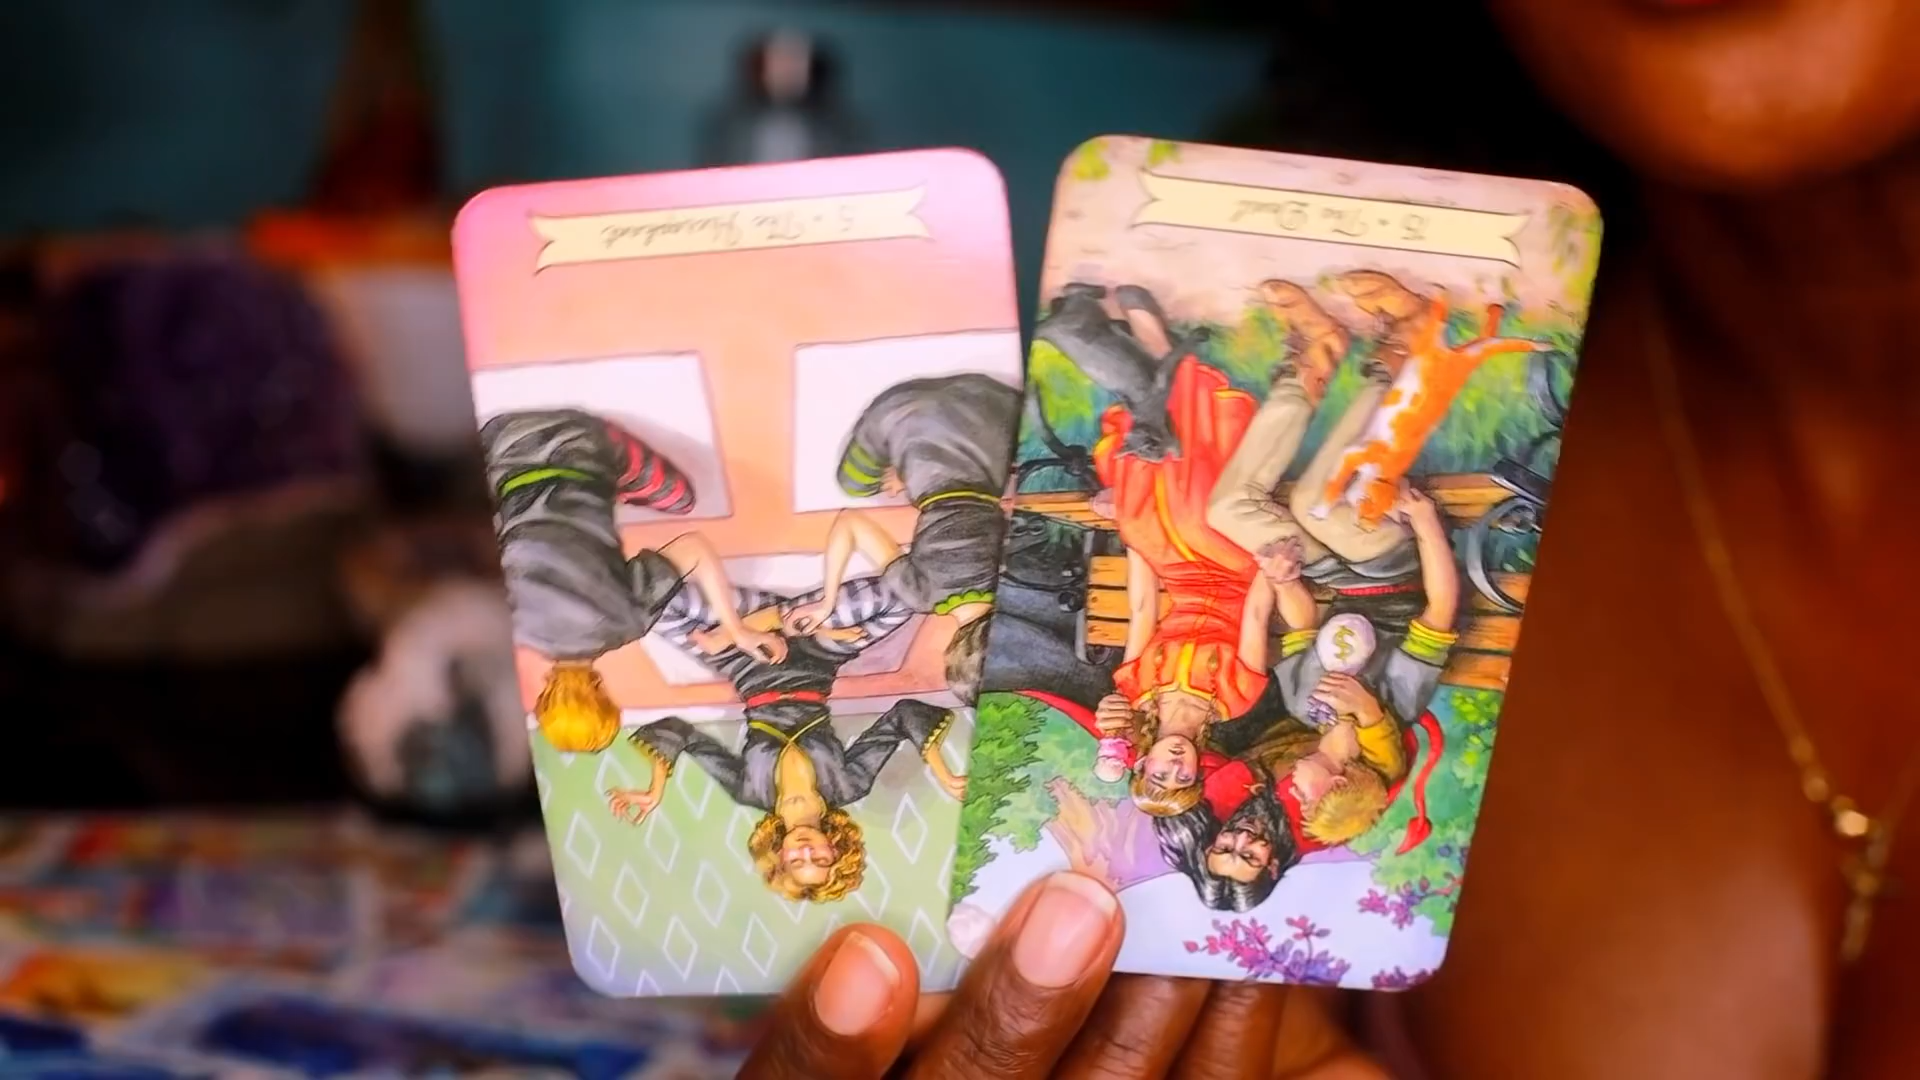 5 • The Hierophant
15 • The Devil
$